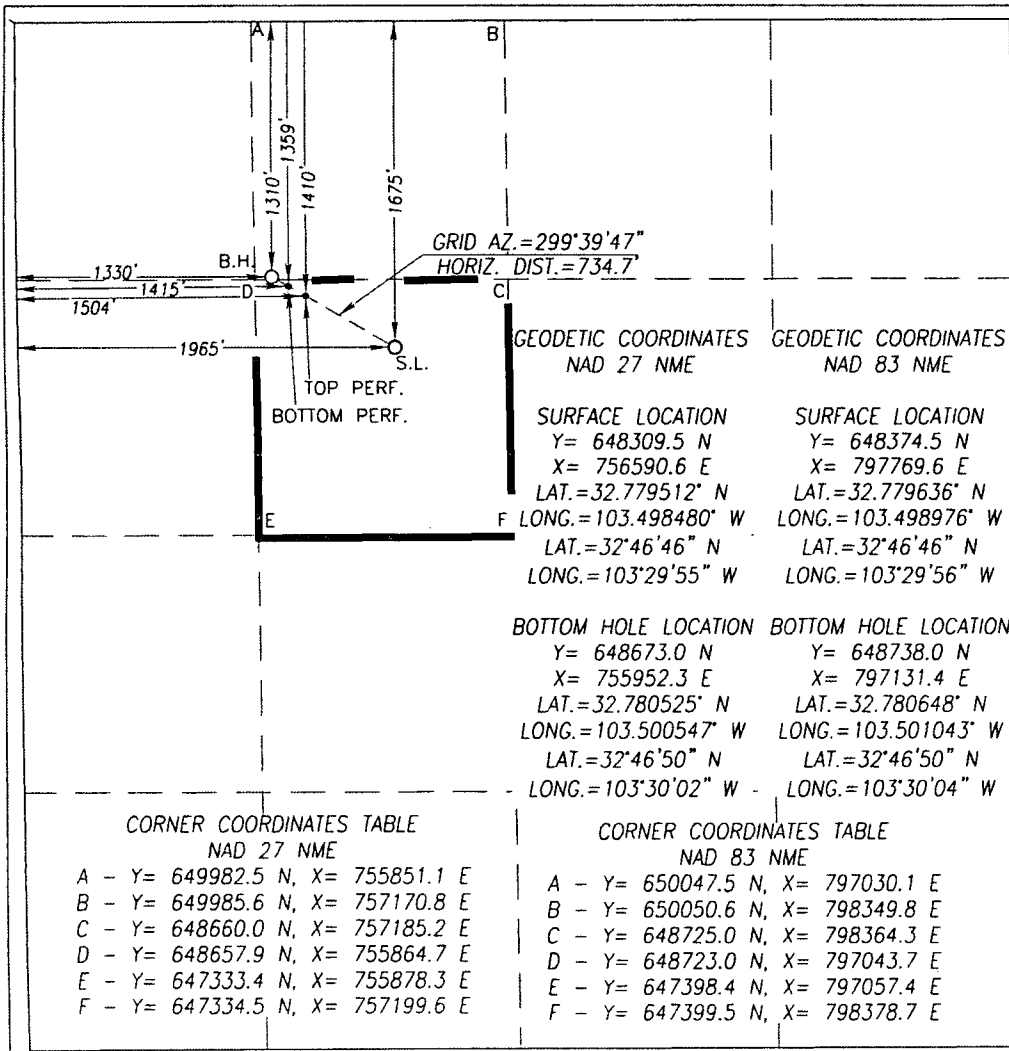 A
B
1310'
1359'
1410'
1675'
GRID AZ.=299°39'47"
HORIZ. DIST.=734.7'
1330'
B.H.
1415'
D
C
1504'
1965'
S.L.
TOP PERF.
BOTTOM PERF.
E
F
GEODETIC COORDINATES
NAD 27 NME
SURFACE LOCATION
Y= 648309.5 N
X= 756590.6 E
LAT.=32.779512° N
LONG.=103.498480° W
LAT.=32°46'46" N
LONG.=103°29'55" W
BOTTOM HOLE LOCATION
Y= 648673.0 N
X= 755952.3 E
LAT.=32.780525° N
LONG.=103.500547° W
LAT.=32°46'50" N
LONG.=103°30'02" W
GEODETIC COORDINATES
NAD 83 NME
SURFACE LOCATION
Y= 648374.5 N
X= 797769.6 E
LAT.=32.779636° N
LONG.=103.498976° W
LAT.=32°46'46" N
LONG.=103°29'56" W
BOTTOM HOLE LOCATION
Y= 648738.0 N
X= 797131.4 E
LAT.=32.780648° N
LONG.=103.501043° W
LAT.=32°46'50" N
LONG.=103°30'04" W
CORNER COORDINATES TABLE
NAD 27 NME
A - Y= 649982.5 N, X= 755851.1 E
B - Y= 649985.6 N, X= 757170.8 E
C - Y= 648660.0 N, X= 757185.2 E
D - Y= 648657.9 N, X= 755864.7 E
E - Y= 647333.4 N, X= 755878.3 E
F - Y= 647334.5 N, X= 757199.6 E
CORNER COORDINATES TABLE
NAD 83 NME
A - Y= 650047.5 N, X= 797030.1 E
B - Y= 650050.6 N, X= 798349.8 E
C - Y= 648725.0 N, X= 798364.3 E
D - Y= 648723.0 N, X= 797043.7 E
E - Y= 647398.4 N, X= 797057.4 E
F - Y= 647399.5 N, X= 798378.7 E